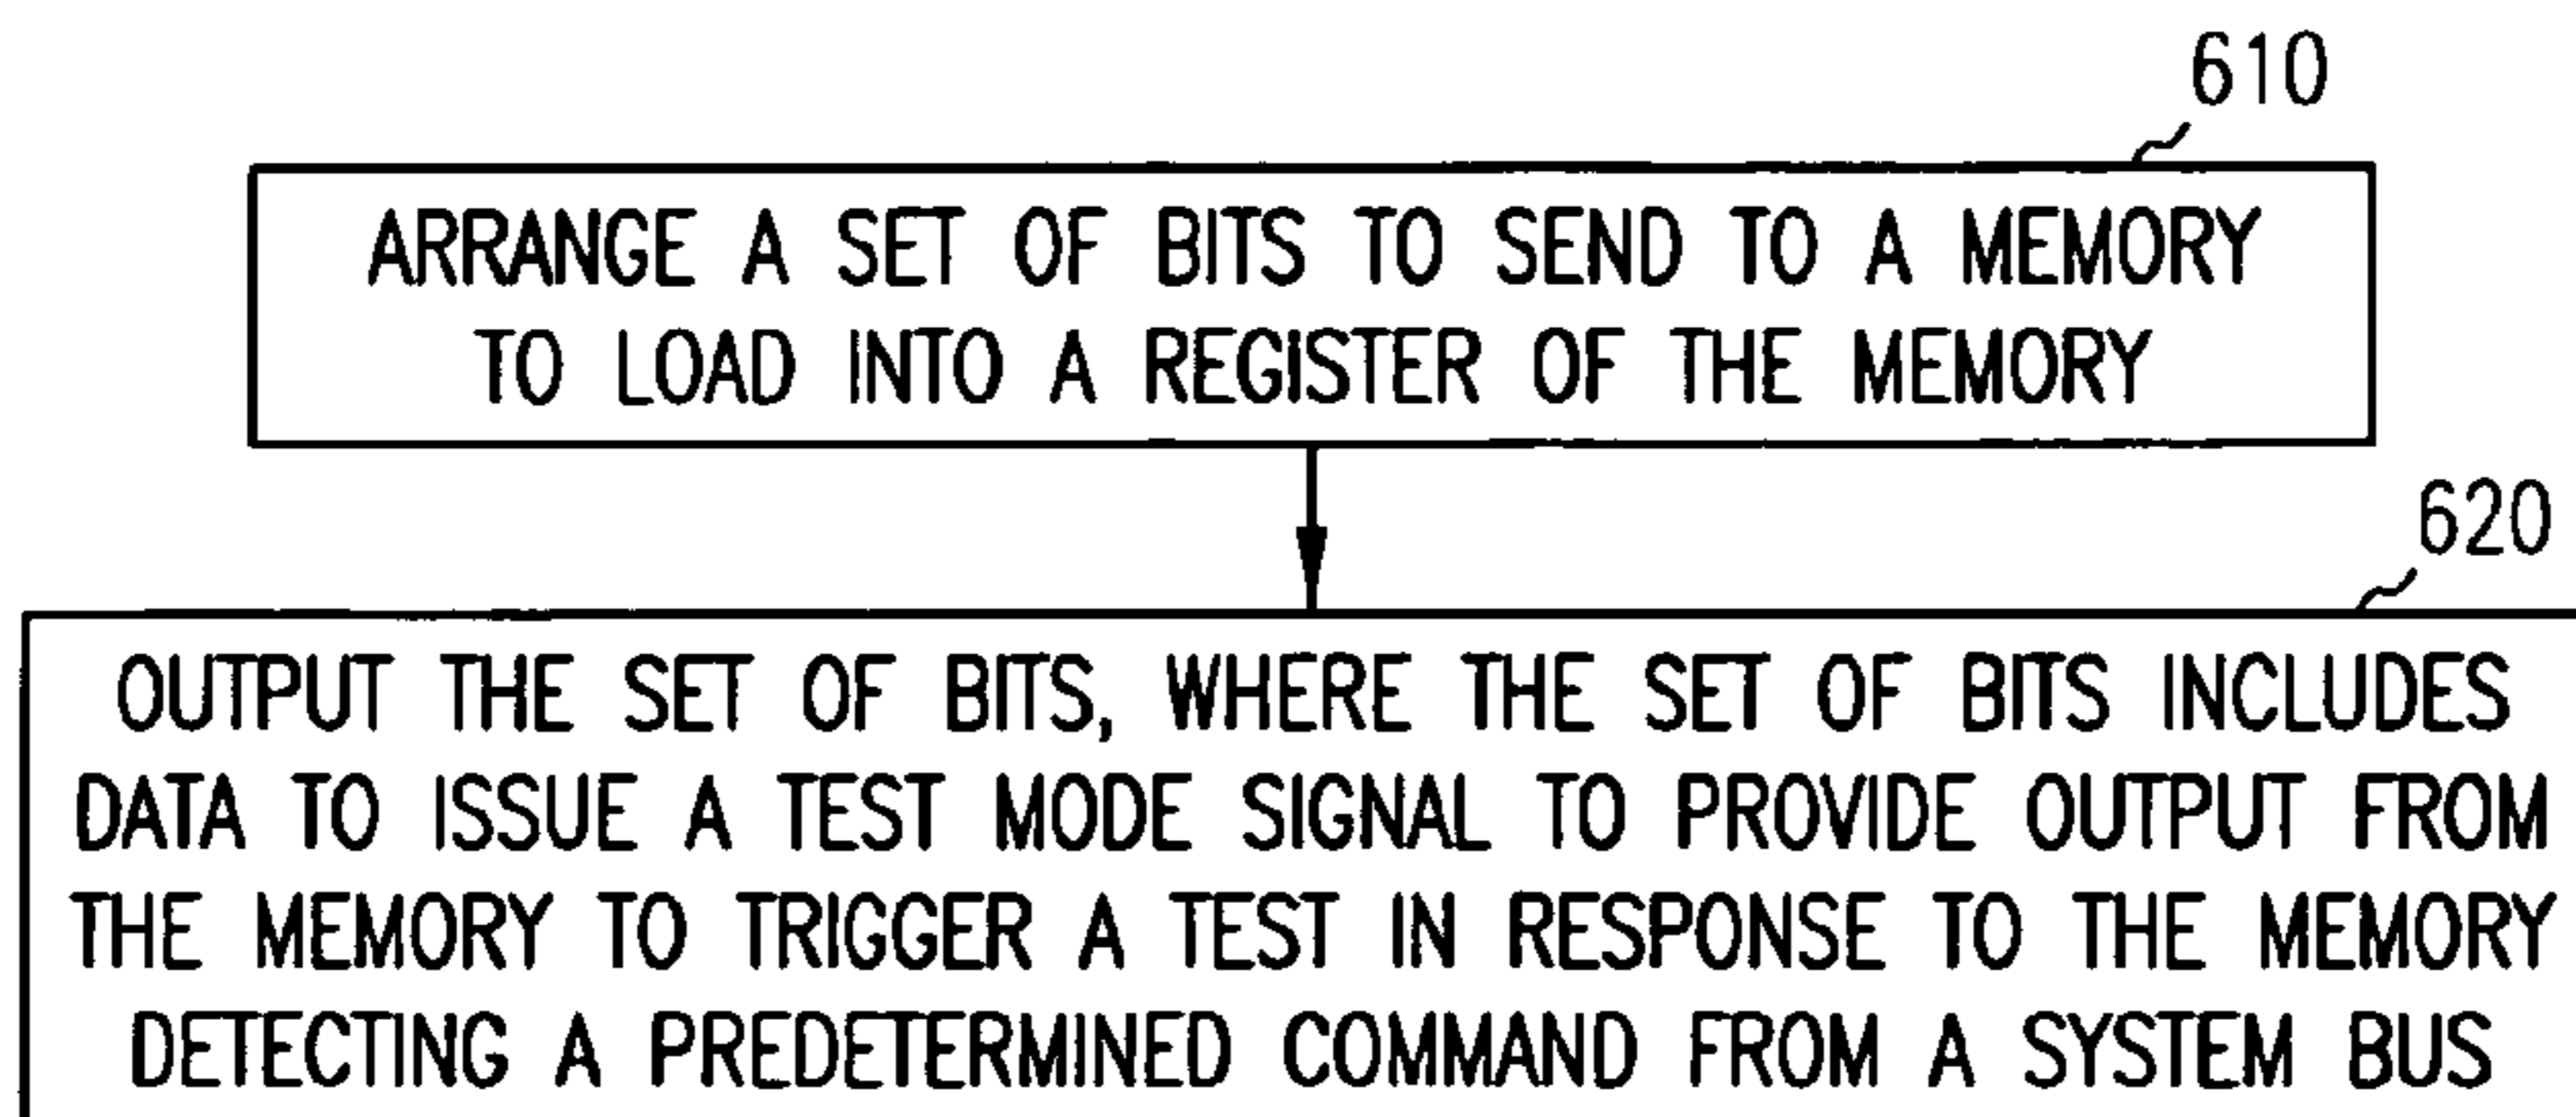 610
ARRANGE A SET OF BITS TO SEND TO A MEMORY
TO LOAD INTO A REGISTER OF THE MEMORY
620
OUTPUT THE SET OF BITS, WHERE THE SET OF BITS INCLUDES
DATA TO ISSUE A TEST MODE SIGNAL TO PROVIDE OUTPUT FROM
THE MEMORY TO TRIGGER A TEST IN RESPONSE TO THE MEMORY
DETECTING A PREDETERMINED COMMAND FROM A SYSTEM BUS